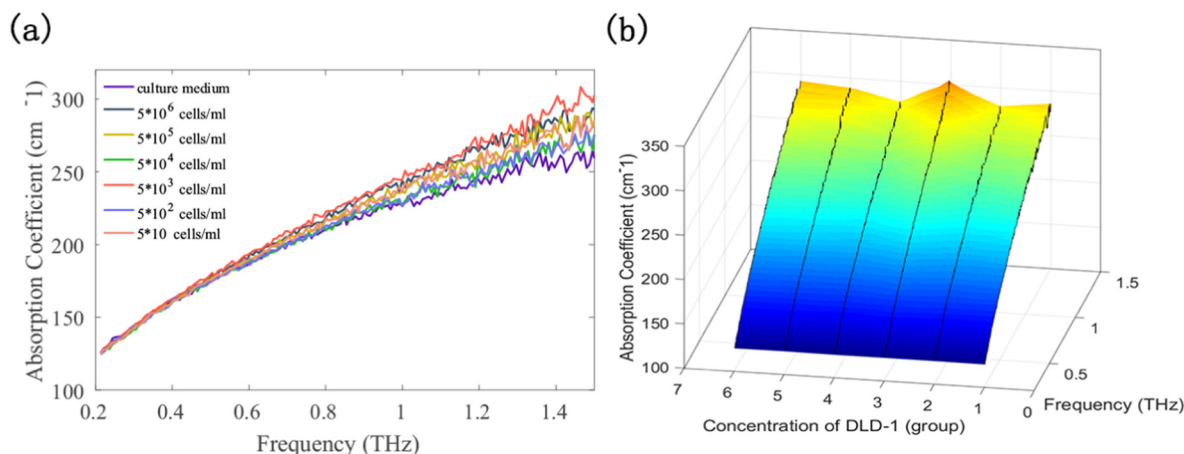 (a)
Absorption Coefficient (cm⁻1)
300
250
200
150
100
culture medium
5*10⁶ cells/ml
5*10⁵ cells/ml
5*10⁴ cells/ml
5*10³ cells/ml
5*10² cells/ml
5*10 cells/ml
0.2 0.4 0.6 0.8 1 1.2 1.4
Frequency (THz)
(b)
Absorption Coefficient (cm⁻1)
350
300
250
200
150
100
7 6 5 4 3 2 1 0
Concentration of DLD-1 (group)
0.5
1
1.5
Frequency (THz)